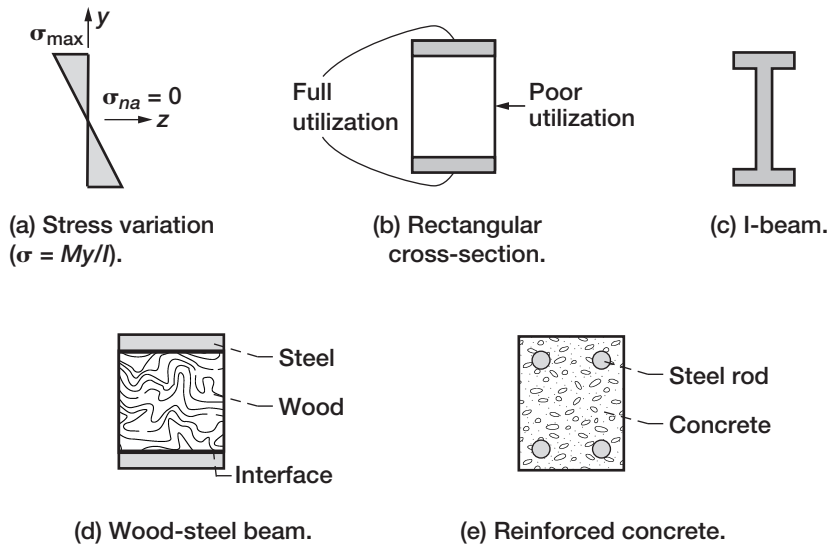 y
σmax
σna = 0
z
(a) Stress variation
(σ = My/I).
Full
utilization
Poor
utilization
(b) Rectangular
cross-section.
(c) I-beam.
Steel
Wood
Interface
(d) Wood-steel beam.
Steel rod
Concrete
(e) Reinforced concrete.